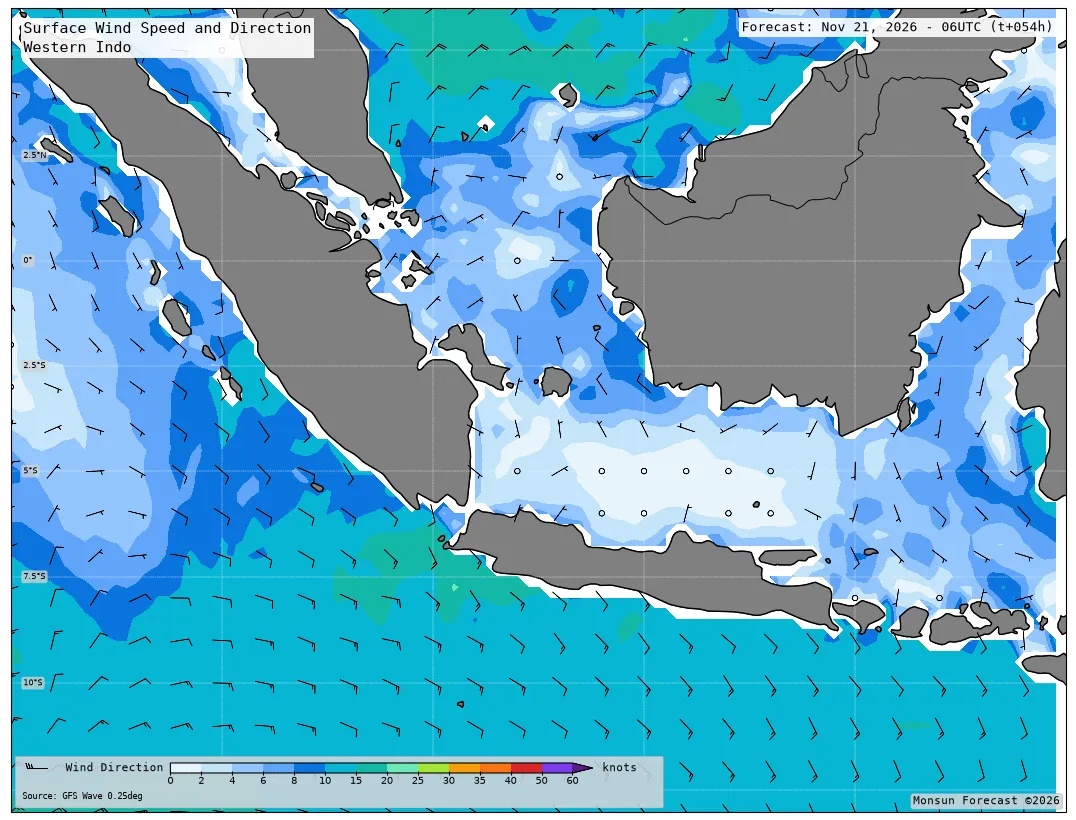 Surface Wind Speed and Direction
Western Indo
Forecast: Nov 21, 2026 - 06UTC (t+054h)
2.5°N
0°
2.5°S
5°S
7.5°S
10°S
Wind Direction
knots
0 2 4 6 8 10 15 20 25 30 35 40 50 60
Source: GFS Wave 0.25deg
Monsun Forecast ©2026